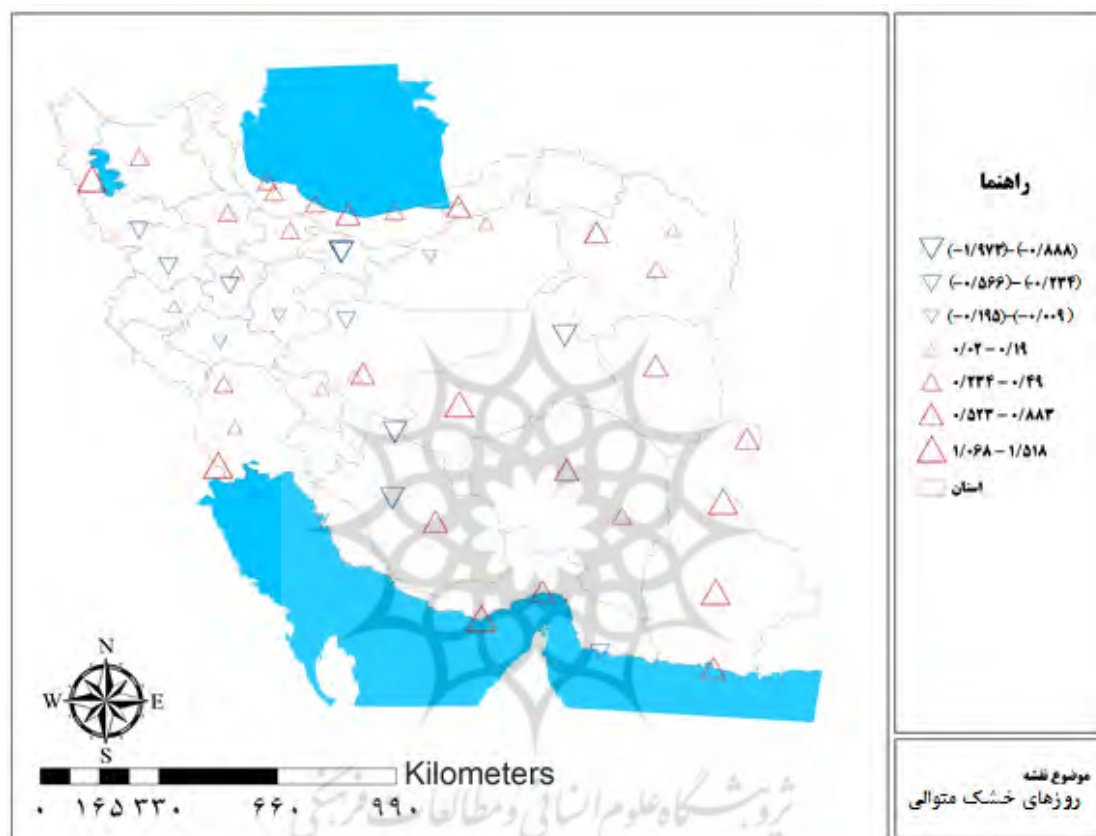 راهنما
(-۱/۹۷۳)-(-۰/۸۸۸)
(-۰/۵۶۶)-(-۰/۲۳۴)
(-۰/۱۹۵)-(-۰/۰۰۹)
۰/۰۲ - ۰/۱۹
۰/۲۳۴ - ۰/۴۹
۰/۵۲۳ - ۰/۸۸۳
۱/۰۶۸ - ۱/۵۱۸
استان
N
W E
S
Kilometers
۰ ۱۶۵ ۳۳۰ ۶۶۰ ۹۹۰
پژوهشگاه علوم انسانی و مطالعات فرهنگی
موضوع نقشه
روزهای خشک متوالی